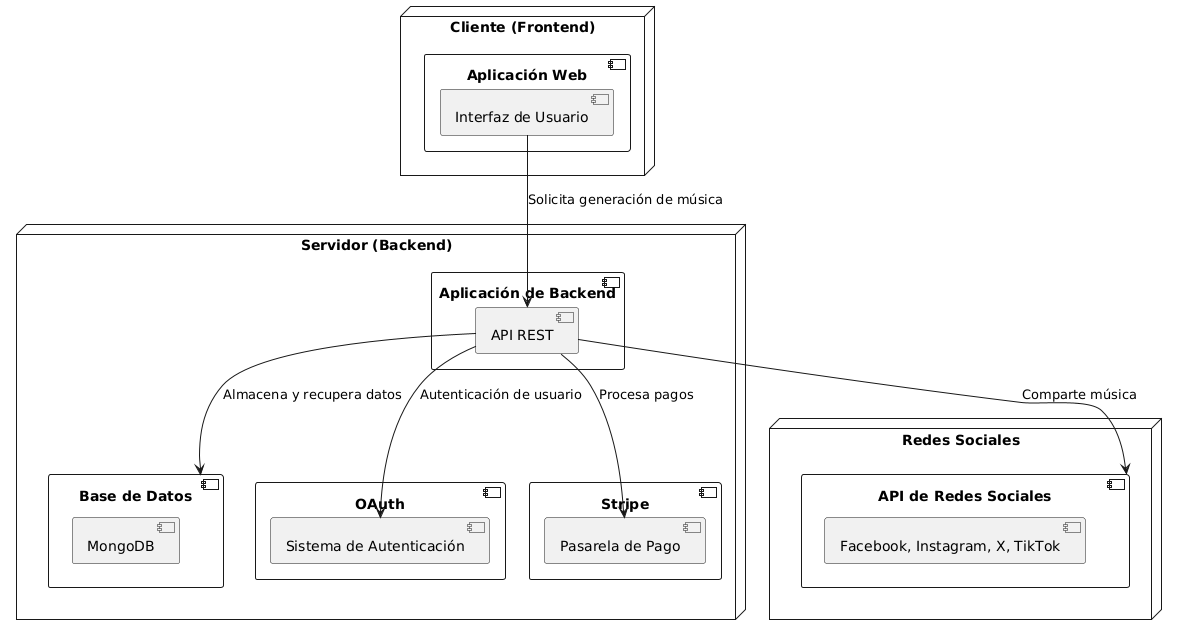 Cliente (Frontend)
Aplicación Web
Interfaz de Usuario
Solicita generación de música
Servidor (Backend)
Aplicación de Backend
API REST
Almacena y recupera datos
Autenticación de usuario
Procesa pagos
Comparte música
Redes Sociales
Base de Datos
OAuth
Stripe
API de Redes Sociales
MongoDB
Sistema de Autenticación
Pasarela de Pago
Facebook, Instagram, X, TikTok